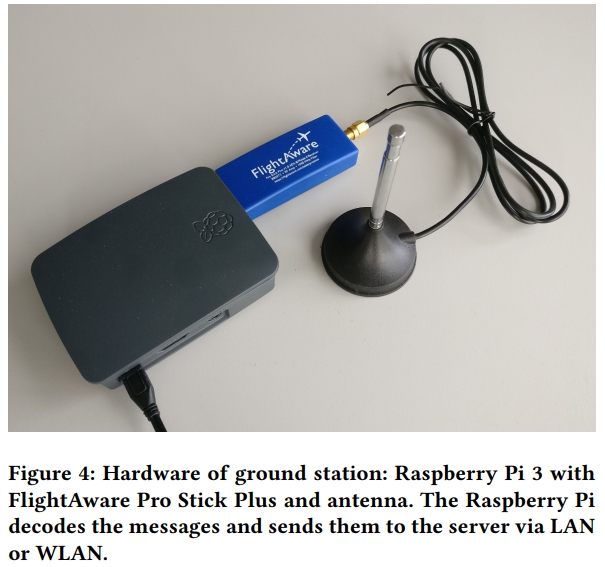 FlightAware
Figure 4: Hardware of ground station: Raspberry Pi 3 with
FlightAware Pro Stick Plus and antenna. The Raspberry Pi
decodes the messages and sends them to the server via LAN
or WLAN.